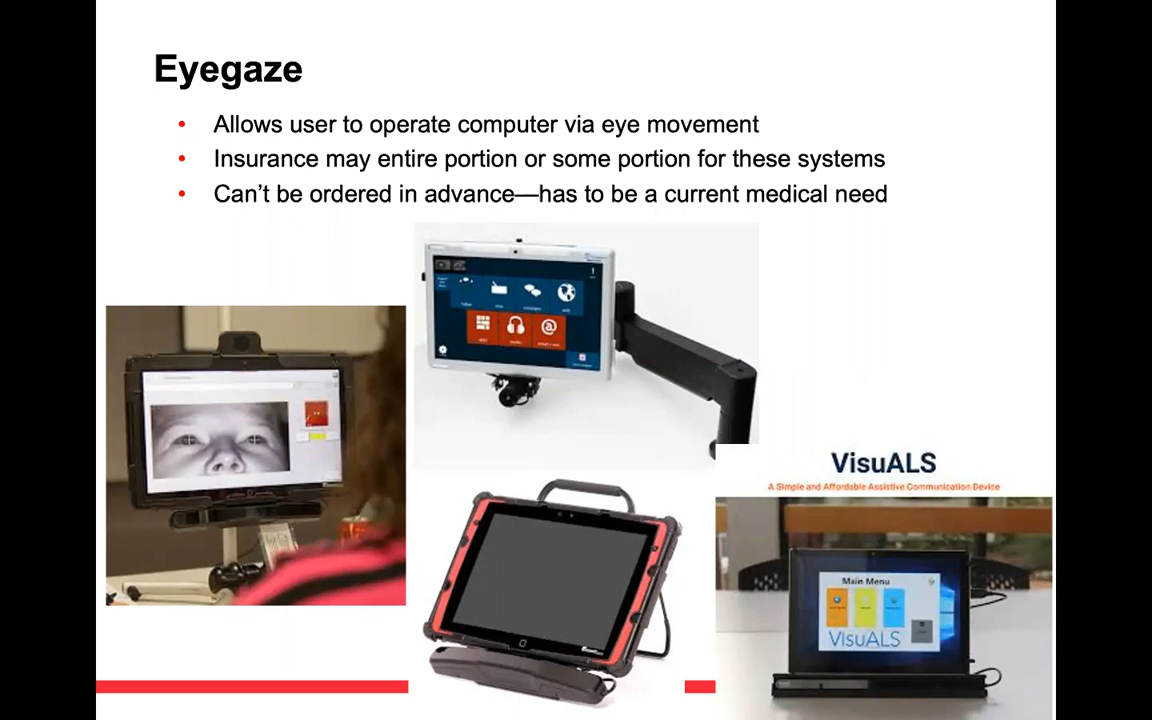 Eyegaze
• Allows user to operate computer via eye movement
• Insurance may entire portion or some portion for these systems
• Can’t be ordered in advance—has to be a current medical need
VisuALS
A Simple and Affordable Assistive Communication Device
Main Menu
VisuALS